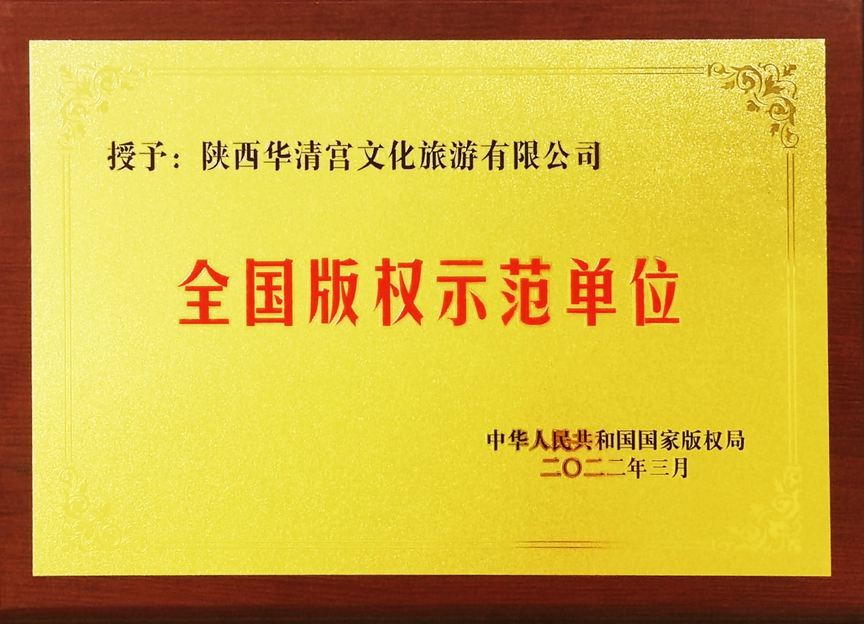 授予：陕西华清宫文化旅游有限公司
全国版权示范单位
中华人民共和国国家版权局
二〇二二年三月